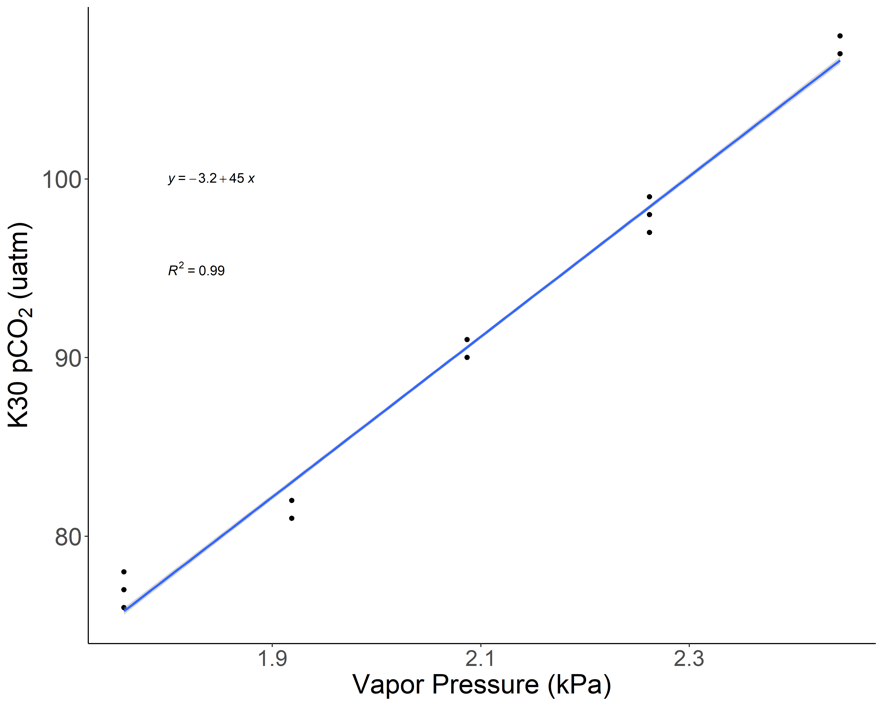 100
90
80
y = −3.2 + 45 x
R² = 0.99
K30 pCO₂ (uatm)
1.9 2.1 2.3
Vapor Pressure (kPa)